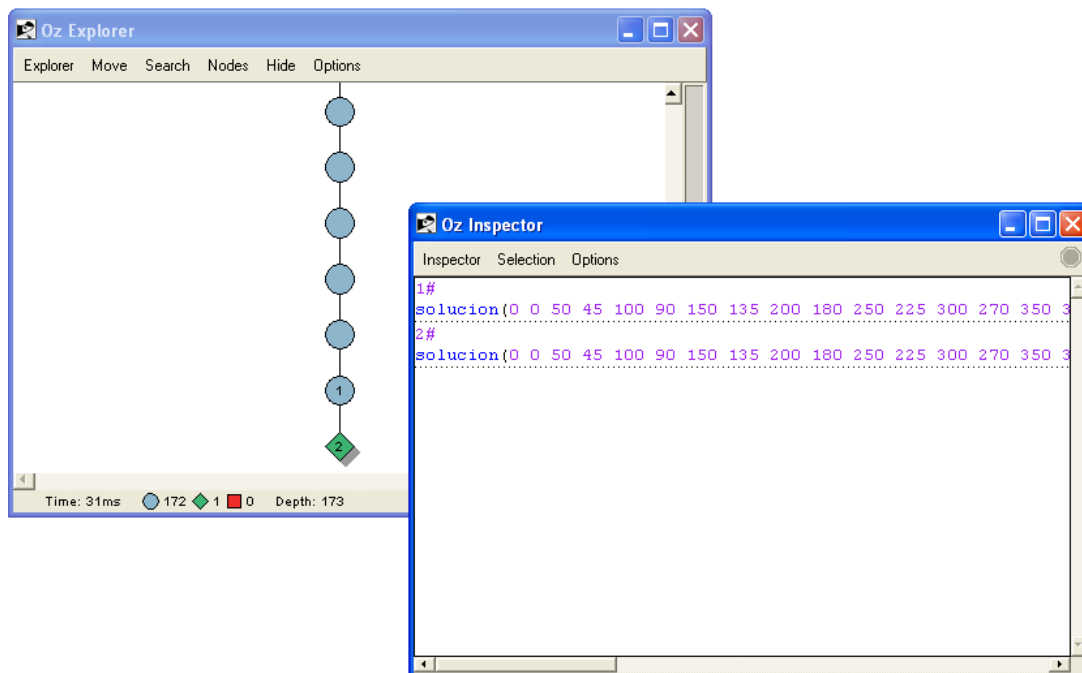 Oz Explorer
Explorer Move Search Nodes Hide Options
1
2
Time: 31ms 172 1 0 Depth: 173
Oz Inspector
Inspector Selection Options
1#
solucion(0 0 50 45 100 90 150 135 200 180 250 225 300 270 350 3
2#
solucion(0 0 50 45 100 90 150 135 200 180 250 225 300 270 350 3